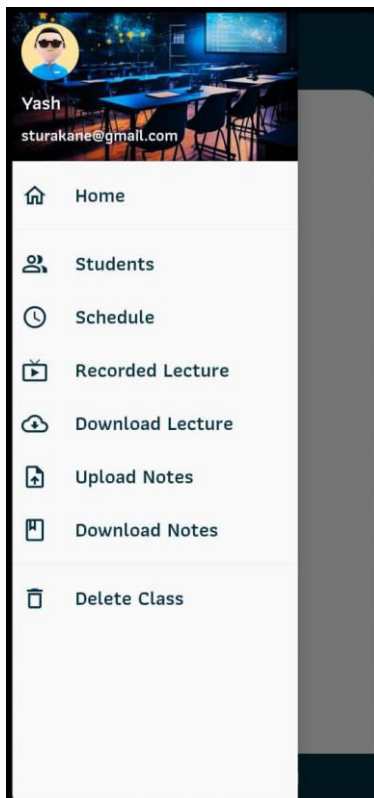 Yash
sturakane@gmail.com
Home
Students
Schedule
Recorded Lecture
Download Lecture
Upload Notes
Download Notes
Delete Class